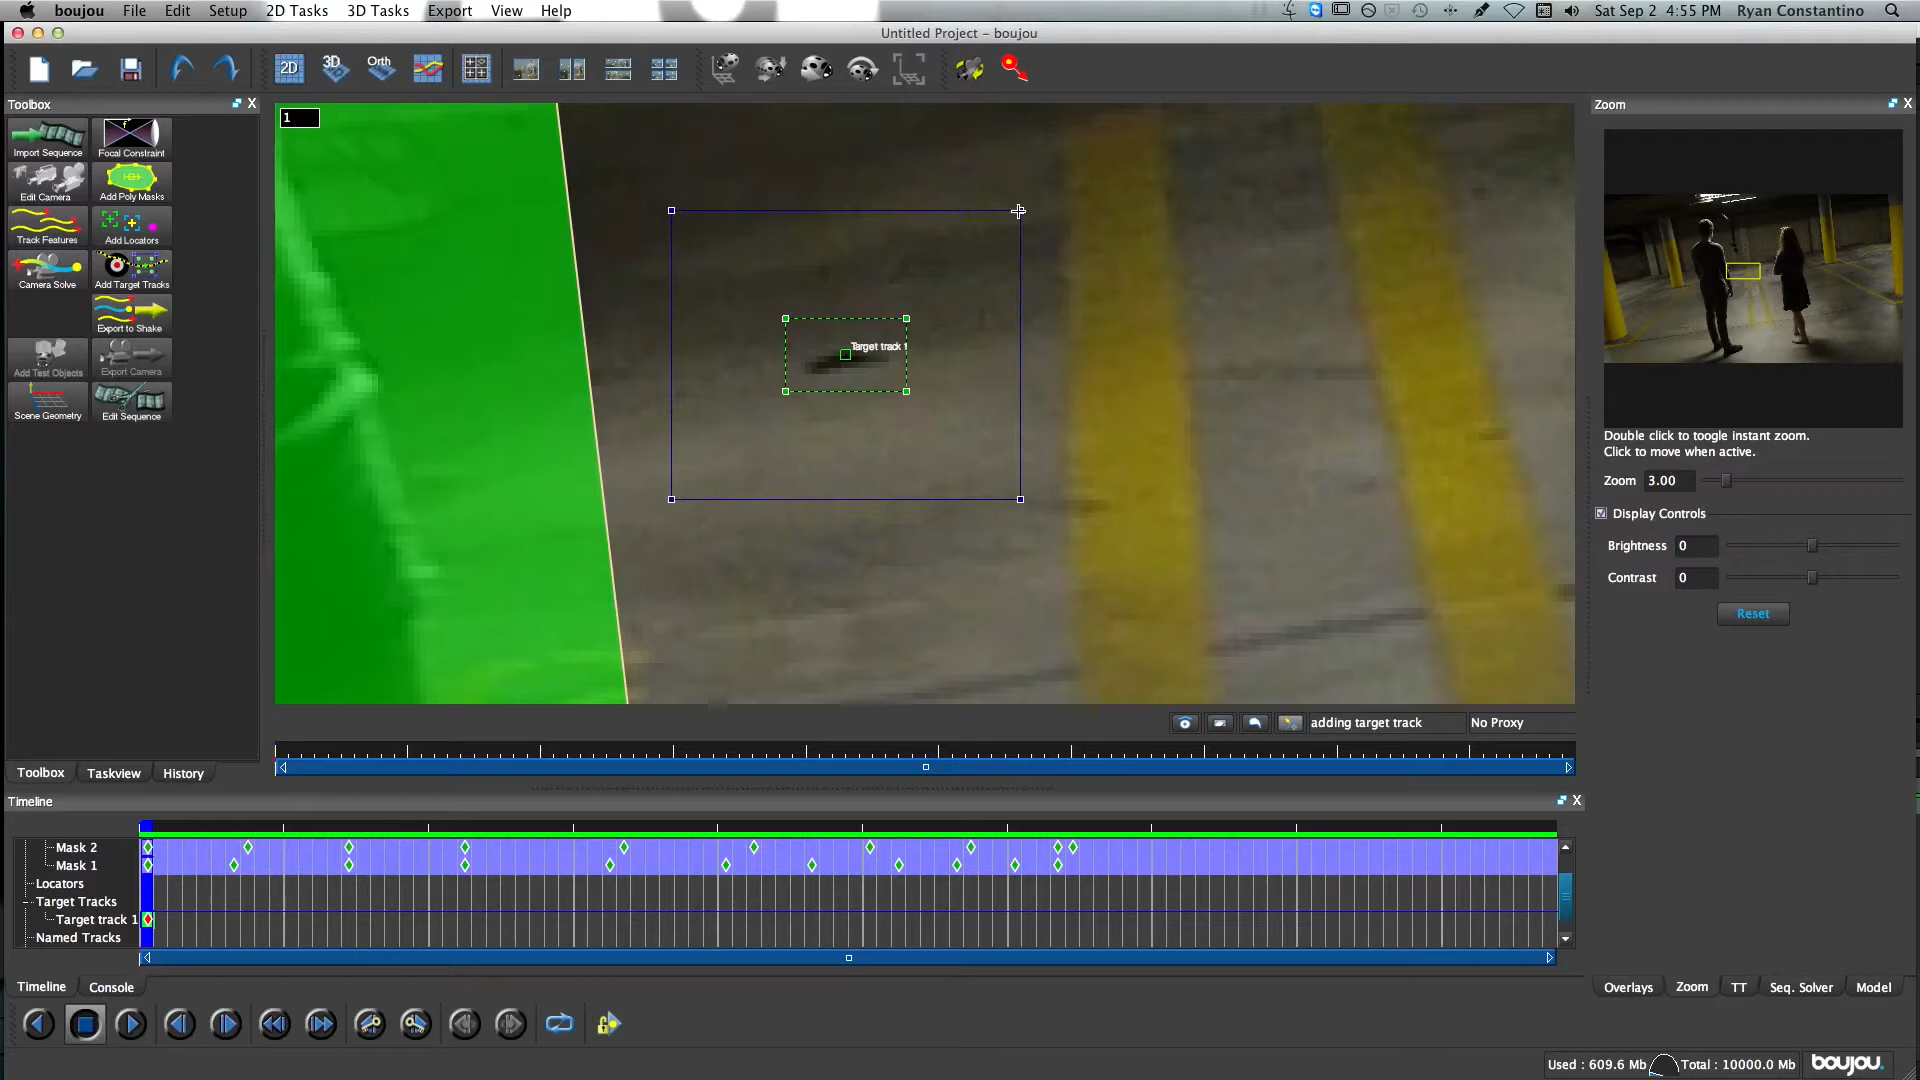 boujou File Edit Setup 2D Tasks 3D Tasks Export View Help Sat Sep 2 4:55 PM Ryan Constantino
Untitled Project – boujou
2D 3D Orth
Toolbox
Import Sequence Focal Constraint
Edit Camera Add Poly Masks
Track Features Add Locators
Camera Solve Add Target Tracks
Export to Shake
Add Test Objects Export Camera
Scene Geometry Edit Sequence
1
Target track 1
Zoom
Double click to toogle instant zoom.
Click to move when active.
Zoom 3.00
Display Controls
Brightness 0
Contrast 0
Reset
adding target track No Proxy
Toolbox Taskview History
Timeline
Mask 2
Mask 1
Locators
Target Tracks
Target track 1
Named Tracks
Timeline Console
Overlays Zoom TT Seq. Solver Model
Used : 609.6 Mb Total : 10000.0 Mb boujou